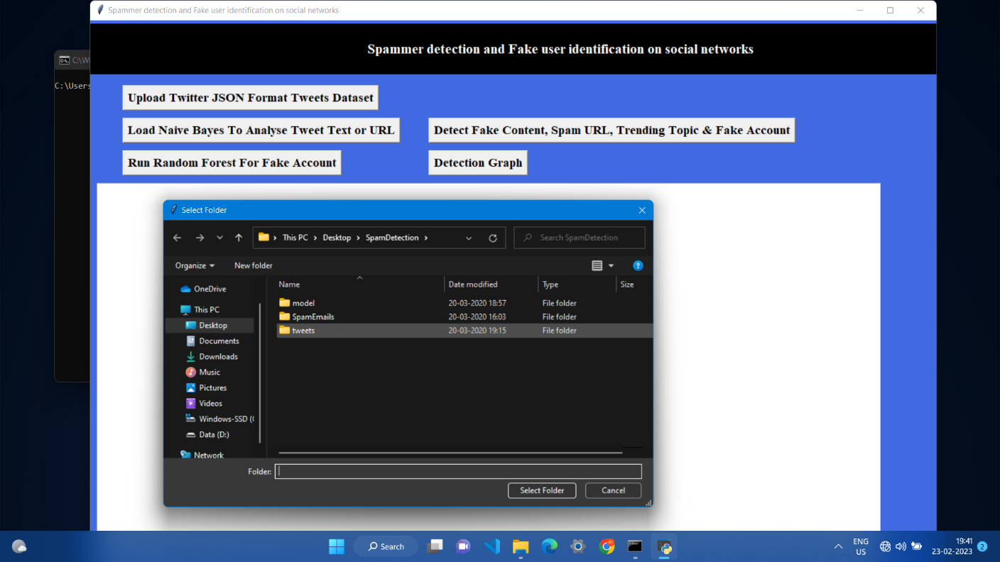 Spammer detection and Fake user identification on social networks
Spammer detection and Fake user identification on social networks
C:\W
C:\Users
Upload Twitter JSON Format Tweets Dataset
Load Naive Bayes To Analyse Tweet Text or URL
Detect Fake Content, Spam URL, Trending Topic & Fake Account
Run Random Forest For Fake Account
Detection Graph
Select Folder
This PC > Desktop > SpamDetection >
Search SpamDetection
Organize
New folder
Name Date modified Type Size
OneDrive
This PC
Desktop
Documents
Downloads
Music
Pictures
Videos
Windows-SSD (
Data (D:)
Network
model 20-03-2020 18:57 File folder
SpamEmails 20-03-2020 16:03 File folder
tweets 20-03-2020 19:15 File folder
Folder:
Select Folder
Cancel
Search
ENG
US
19:41
23-02-2023
2